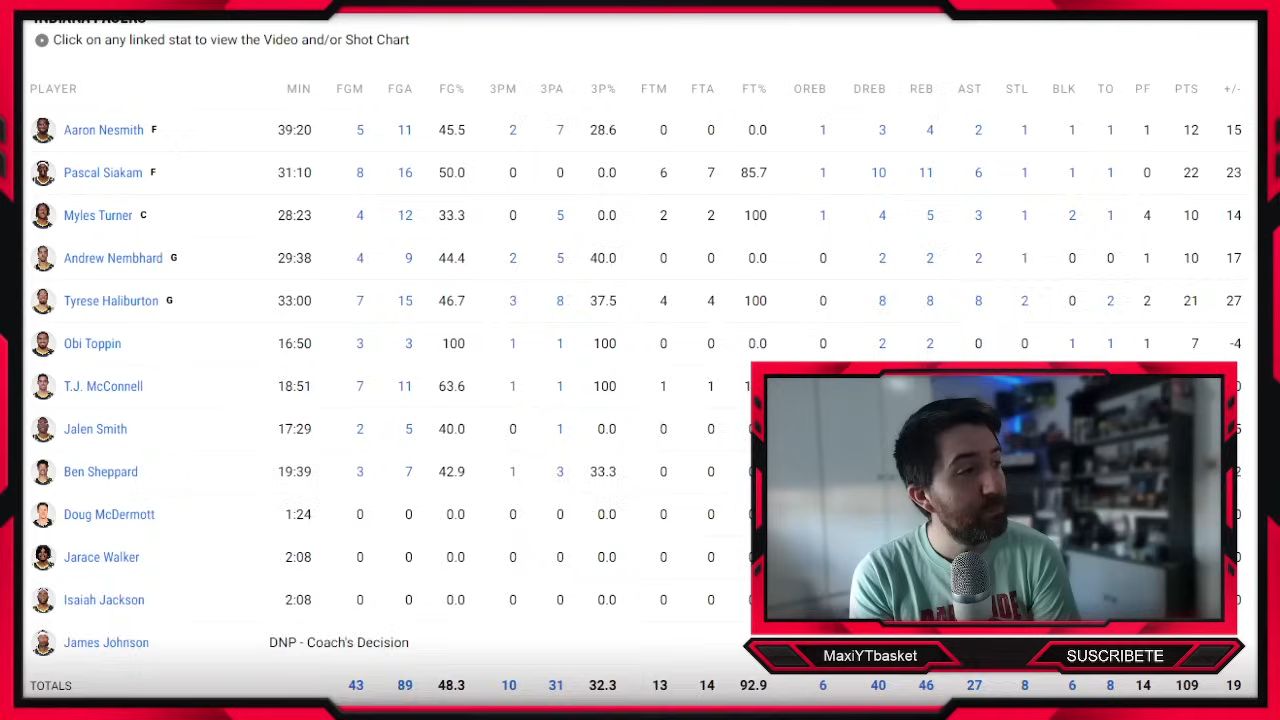 INDIANA PACERS
Click on any linked stat to view the Video and/or Shot Chart
PLAYER MIN FGM FGA FG% 3PM 3PA 3P% FTM FTA FT% OREB DREB REB AST STL BLK TO PF PTS +/-
Aaron Nesmith F 39:20 5 11 45.5 2 7 28.6 0 0 0.0 1 3 4 2 1 1 1 1 12 15
Pascal Siakam F 31:10 8 16 50.0 0 0 0.0 6 7 85.7 1 10 11 6 1 1 1 0 22 23
Myles Turner C 28:23 4 12 33.3 0 5 0.0 2 2 100 1 4 5 3 1 2 1 4 10 14
Andrew Nembhard G 29:38 4 9 44.4 2 5 40.0 0 0 0.0 0 2 2 2 1 0 0 1 10 17
Tyrese Haliburton G 33:00 7 15 46.7 3 8 37.5 4 4 100 0 8 8 8 2 0 2 2 21 27
Obi Toppin 16:50 3 3 100 1 1 100 0 0 0.0 0 2 2 0 0 1 1 1 7 -4
T.J. McConnell 18:51 7 11 63.6 1 1 100 1 1
Jalen Smith 17:29 2 5 40.0 0 1 0.0 0 0
Ben Sheppard 19:39 3 7 42.9 1 3 33.3 0 0
Doug McDermott 1:24 0 0 0.0 0 0 0.0 0 0
Jarace Walker 2:08 0 0 0.0 0 0 0.0 0 0
Isaiah Jackson 2:08 0 0 0.0 0 0 0.0 0 0
James Johnson DNP - Coach's Decision
MaxiYTbasket SUSCRIBETE
TOTALS 43 89 48.3 10 31 32.3 13 14 92.9 6 40 46 27 8 6 8 14 109 19